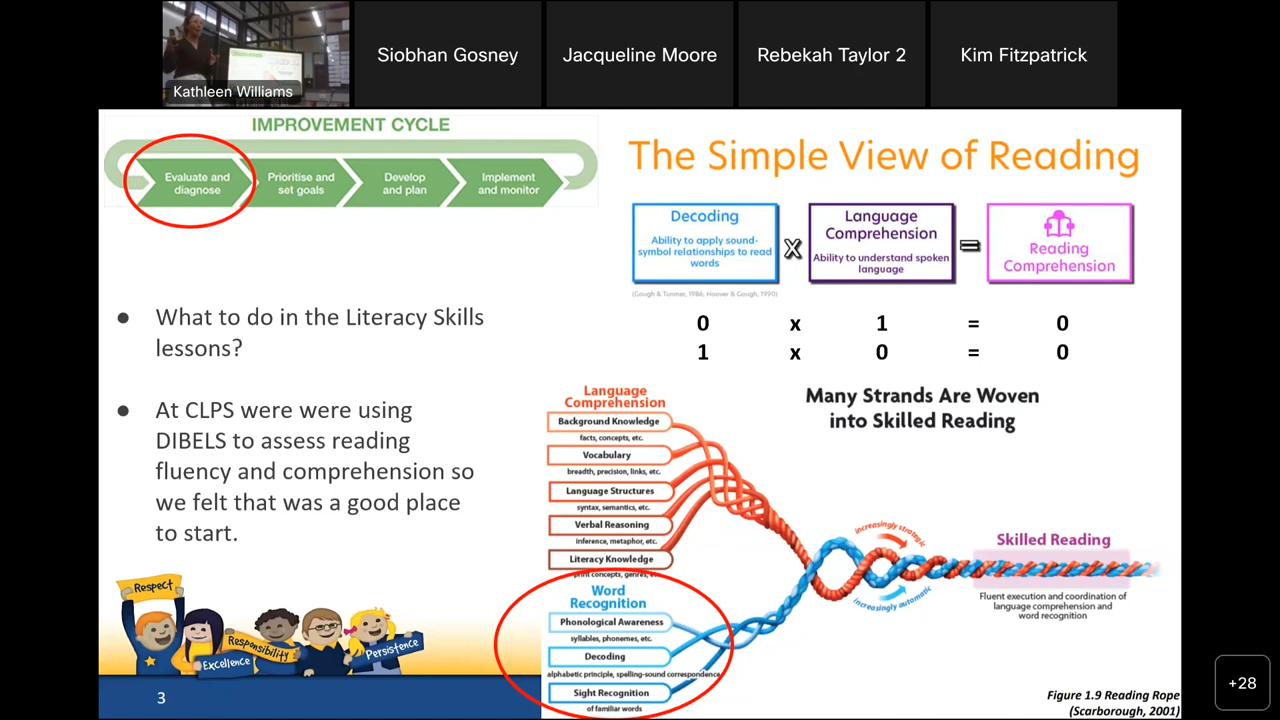 Kathleen Williams
Siobhan Gosney
Jacqueline Moore
Rebekah Taylor 2
Kim Fitzpatrick
IMPROVEMENT CYCLE
Evaluate and
diagnose
Prioritise and
set goals
Develop
and plan
Implement
and monitor
The Simple View of Reading
Decoding
Ability to apply sound-
symbol relationships to read
words
X
Language
Comprehension
Ability to understand spoken
language
=
Reading
Comprehension
(Gough & Tunmer, 1986; Hoover & Gough, 1990)
0 x 1 = 0
1 x 0 = 0
● What to do in the Literacy Skills
lessons?
● At CLPS were were using
DIBELS to assess reading
fluency and comprehension so
we felt that was a good place
to start.
Many Strands Are Woven
into Skilled Reading
Language
Comprehension
Background Knowledge
facts, concepts, etc.
Vocabulary
breadth, precision, links, etc.
Language Structures
syntax, semantics, etc.
Verbal Reasoning
inference, metaphor, etc.
Literacy Knowledge
print concepts, genres, etc.
Word
Recognition
Phonological Awareness
syllables, phonemes, etc.
Decoding
alphabetic principle, spelling-sound correspondence
Sight Recognition
of familiar words
increasingly strategic
increasingly automatic
Skilled Reading
Fluent execution and coordination of
language comprehension and
word recognition
Respect
Responsibility
Excellence
Persistence
3
Figure 1.9 Reading Rope
(Scarborough, 2001)
+28